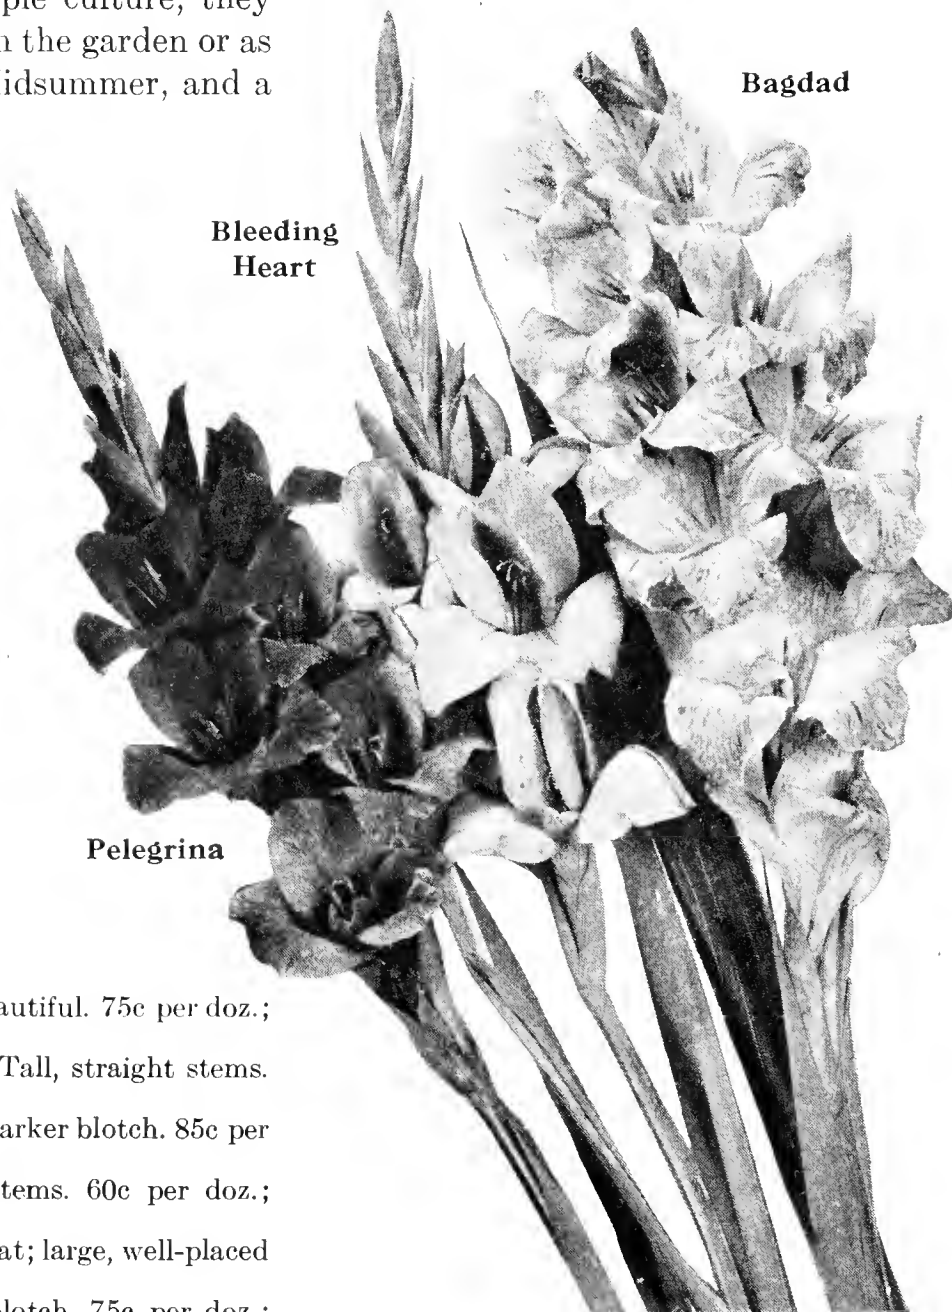 ple culture, they
n the garden or as
idsummer, and a
Bagdad
Bleeding
Heart
Pelegrina
autiful. 75c per doz.;
Tall, straight stems.
arker blotch. 85c per
tems. 60c per doz.;
at; large, well-placed
lotch. 75c per doz.;